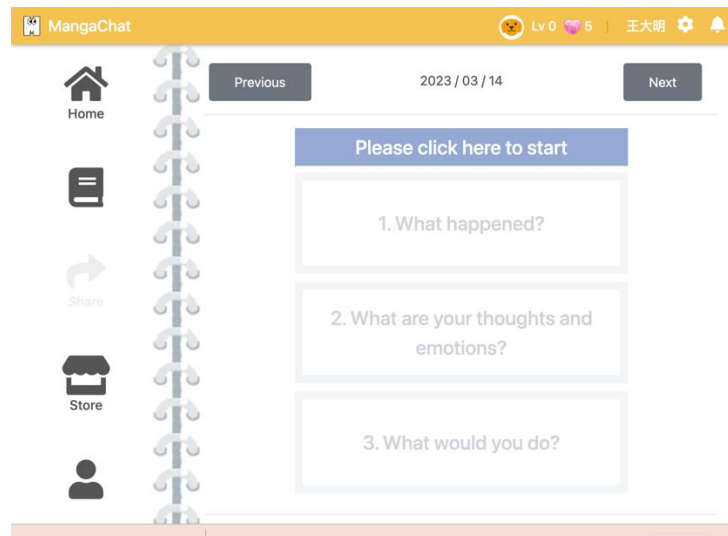 MangaChat
Lv 0
5
王大明
Home
Share
Store
Previous
2023 / 03 / 14
Next
Please click here to start
1. What happened?
2. What are your thoughts and
emotions?
3. What would you do?